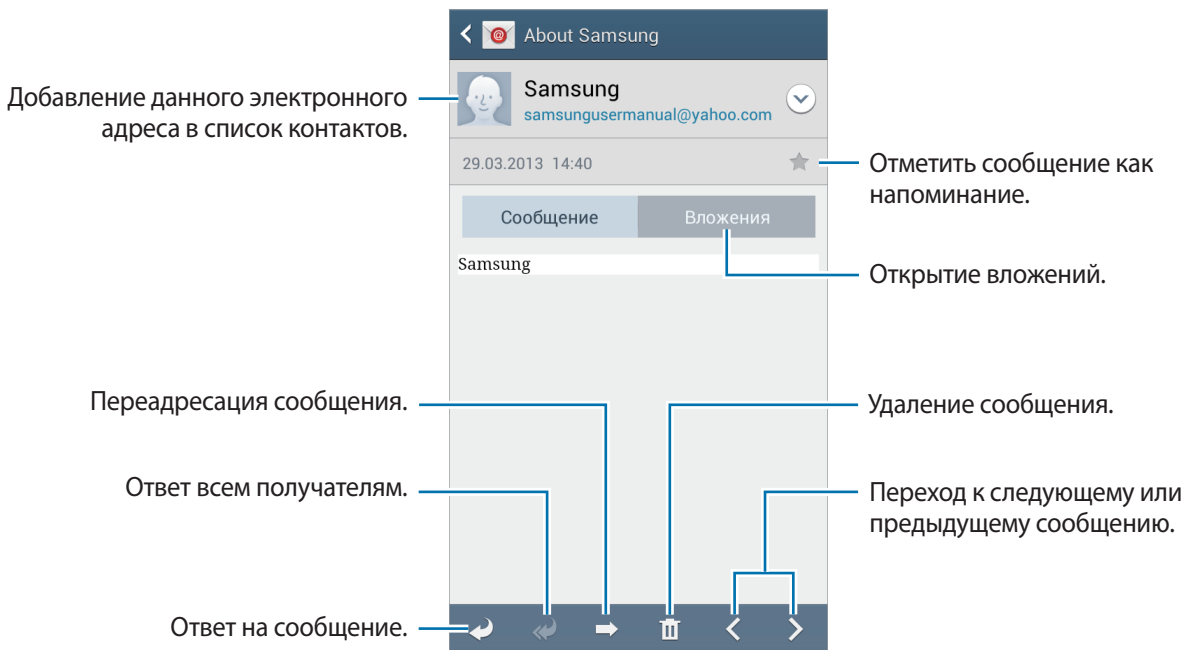 About Samsung
Добавление данного электронного
адреса в список контактов.
Samsung
samsungusermanual@yahoo.com
29.03.2013 14:40
Отметить сообщение как
напоминание.
Сообщение
Вложения
Samsung
Открытие вложений.
Переадресация сообщения.
Удаление сообщения.
Ответ всем получателям.
Переход к следующему или
предыдущему сообщению.
Ответ на сообщение.